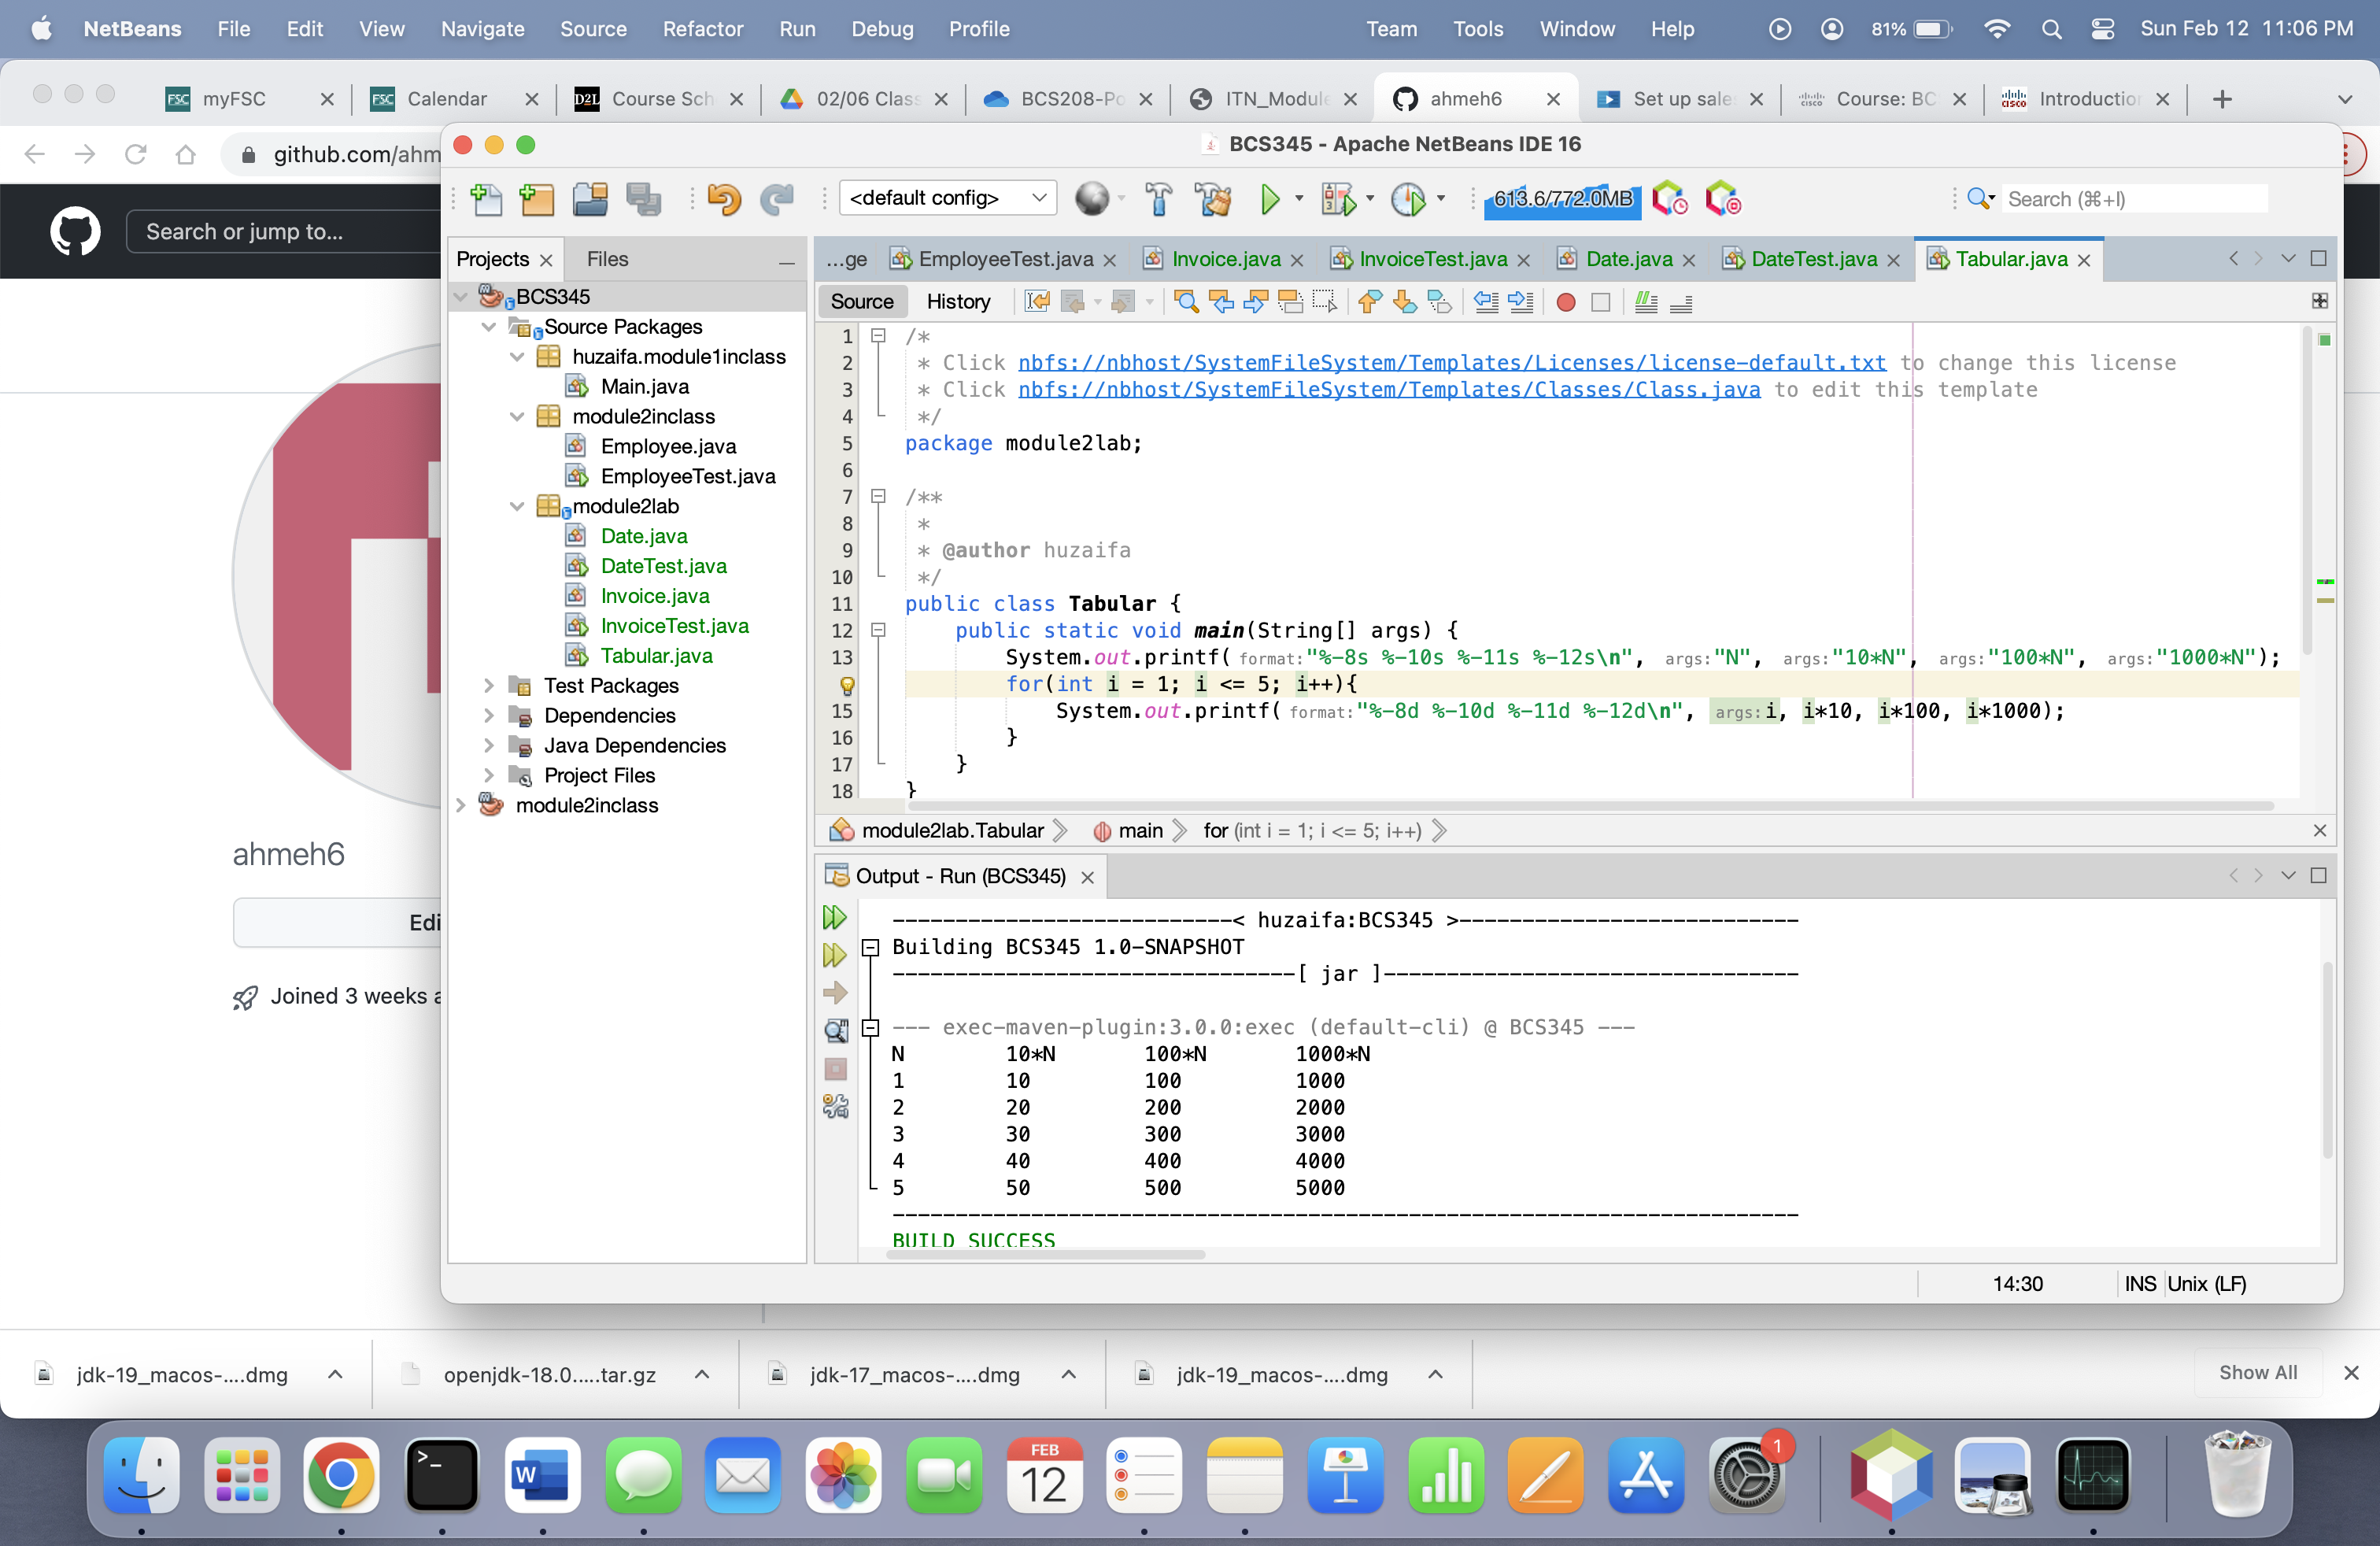 NetBeans File Edit View Navigate Source Refactor Run Debug Profile Team Tools Window Help 81% Sun Feb 12 11:06 PM
FSC myFSC FSC Calendar D2L Course Sch 02/06 Class BCS208-Po ITN_Module ahmeh6 Set up sale Course: BC Introduction
github.com/ahm
BCS345 - Apache NetBeans IDE 16
<default config> 613.6/772.0MB Search (⌘+I)
Search or jump to...
Projects Files
...ge EmployeeTest.java Invoice.java InvoiceTest.java Date.java DateTest.java Tabular.java
Source History
BCS345
Source Packages
huzaifa.module1inclass
Main.java
module2inclass
Employee.java
EmployeeTest.java
module2lab
Date.java
DateTest.java
Invoice.java
InvoiceTest.java
Tabular.java
Test Packages
Dependencies
Java Dependencies
Project Files
module2inclass
1 /*
2 * Click nbfs://nbhost/SystemFileSystem/Templates/Licenses/license-default.txt to change this license
3 * Click nbfs://nbhost/SystemFileSystem/Templates/Classes/Class.java to edit this template
4 */
5 package module2lab;
6
7 /**
8 *
9 * @author huzaifa
10 */
11 public class Tabular {
12 public static void main(String[] args) {
13 System.out.printf( format:"%-8s %-10s %-11s %-12s\n", args:"N", args:"10*N", args:"100*N", args:"1000*N");
for(int i = 1; i <= 5; i++){
15 System.out.printf( format:"%-8d %-10d %-11d %-12d\n", args:i, i*10, i*100, i*1000);
16 }
17 }
18 }
module2lab.Tabular main for (int i = 1; i <= 5; i++)
Output - Run (BCS345)
---------------------------< huzaifa:BCS345 >---------------------------
Building BCS345 1.0-SNAPSHOT
--------------------------------[ jar ]---------------------------------
--- exec-maven-plugin:3.0.0:exec (default-cli) @ BCS345 ---
N 10*N 100*N 1000*N
1 10 100 1000
2 20 200 2000
3 30 300 3000
4 40 400 4000
5 50 500 5000
------------------------------------------------------------------------
BUILD SUCCESS
14:30 INS Unix (LF)
ahmeh6
Edi
Joined 3 weeks a
jdk-19_macos-....dmg openjdk-18.0.....tar.gz jdk-17_macos-....dmg jdk-19_macos-....dmg Show All
FEB
12
1